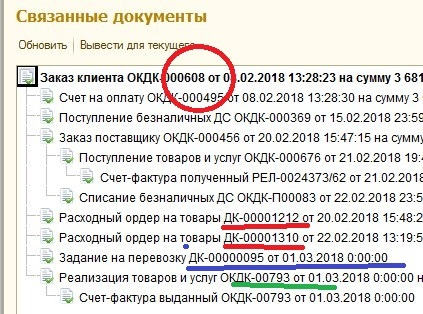 Связанные документы
Обновить Вывести для текущего
Заказ клиента ОКДК-000608 от 08.02.2018 13:28:23 на сумму 3 681
Счет на оплату ОКДК-000495 от 08.02.2018 13:28:30 на сумму 3
Поступление безналичных ДС ОКДК-000369 от 15.02.2018 23:59
Заказ поставщику ОКДК-000456 от 20.02.2018 15:47:15 на сумму
Поступление товаров и услуг ОКДК-000676 от 21.02.2018 19:4
Счет-фактура полученный РЕЛ-0024373/62 от 21.02.2018
Списание безналичных ДС ОКДК-П00083 от 22.02.2018 23:59
Расходный ордер на товары ДК-00001212 от 20.02.2018 15:48:2
Расходный ордер на товары ДК-00001310 от 22.02.2018 13:19:5
Задание на перевозку ДК-00000095 от 01.03.2018 0:00:00
Реализация товаров и услуг ОКДК-00793 от 01.03.2018 0:00:00 н
Счет-фактура выданный ОКДК-00793 от 01.03.2018 0:00:00